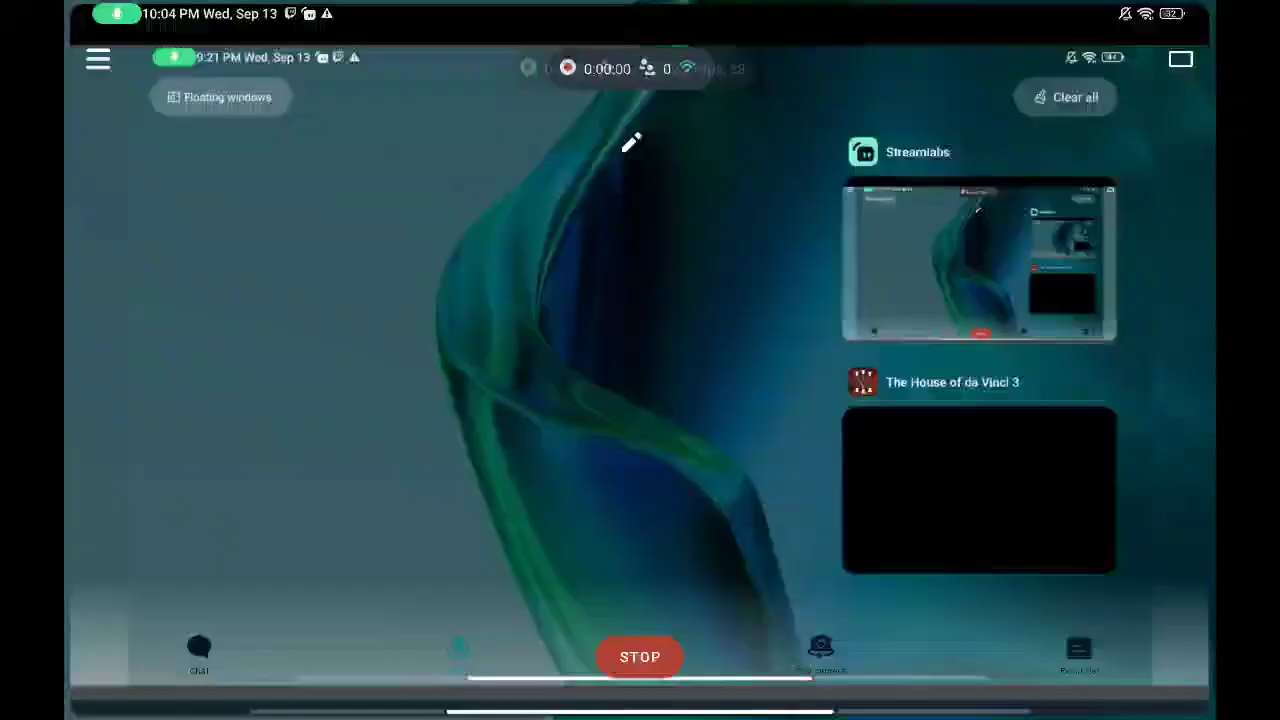 10:04 PM Wed, Sep 13
32
9:21 PM Wed, Sep 13
0:00:00
0
Floating windows
Clear all
Streamlabs
The House of da Vinci 3
STOP
Chat